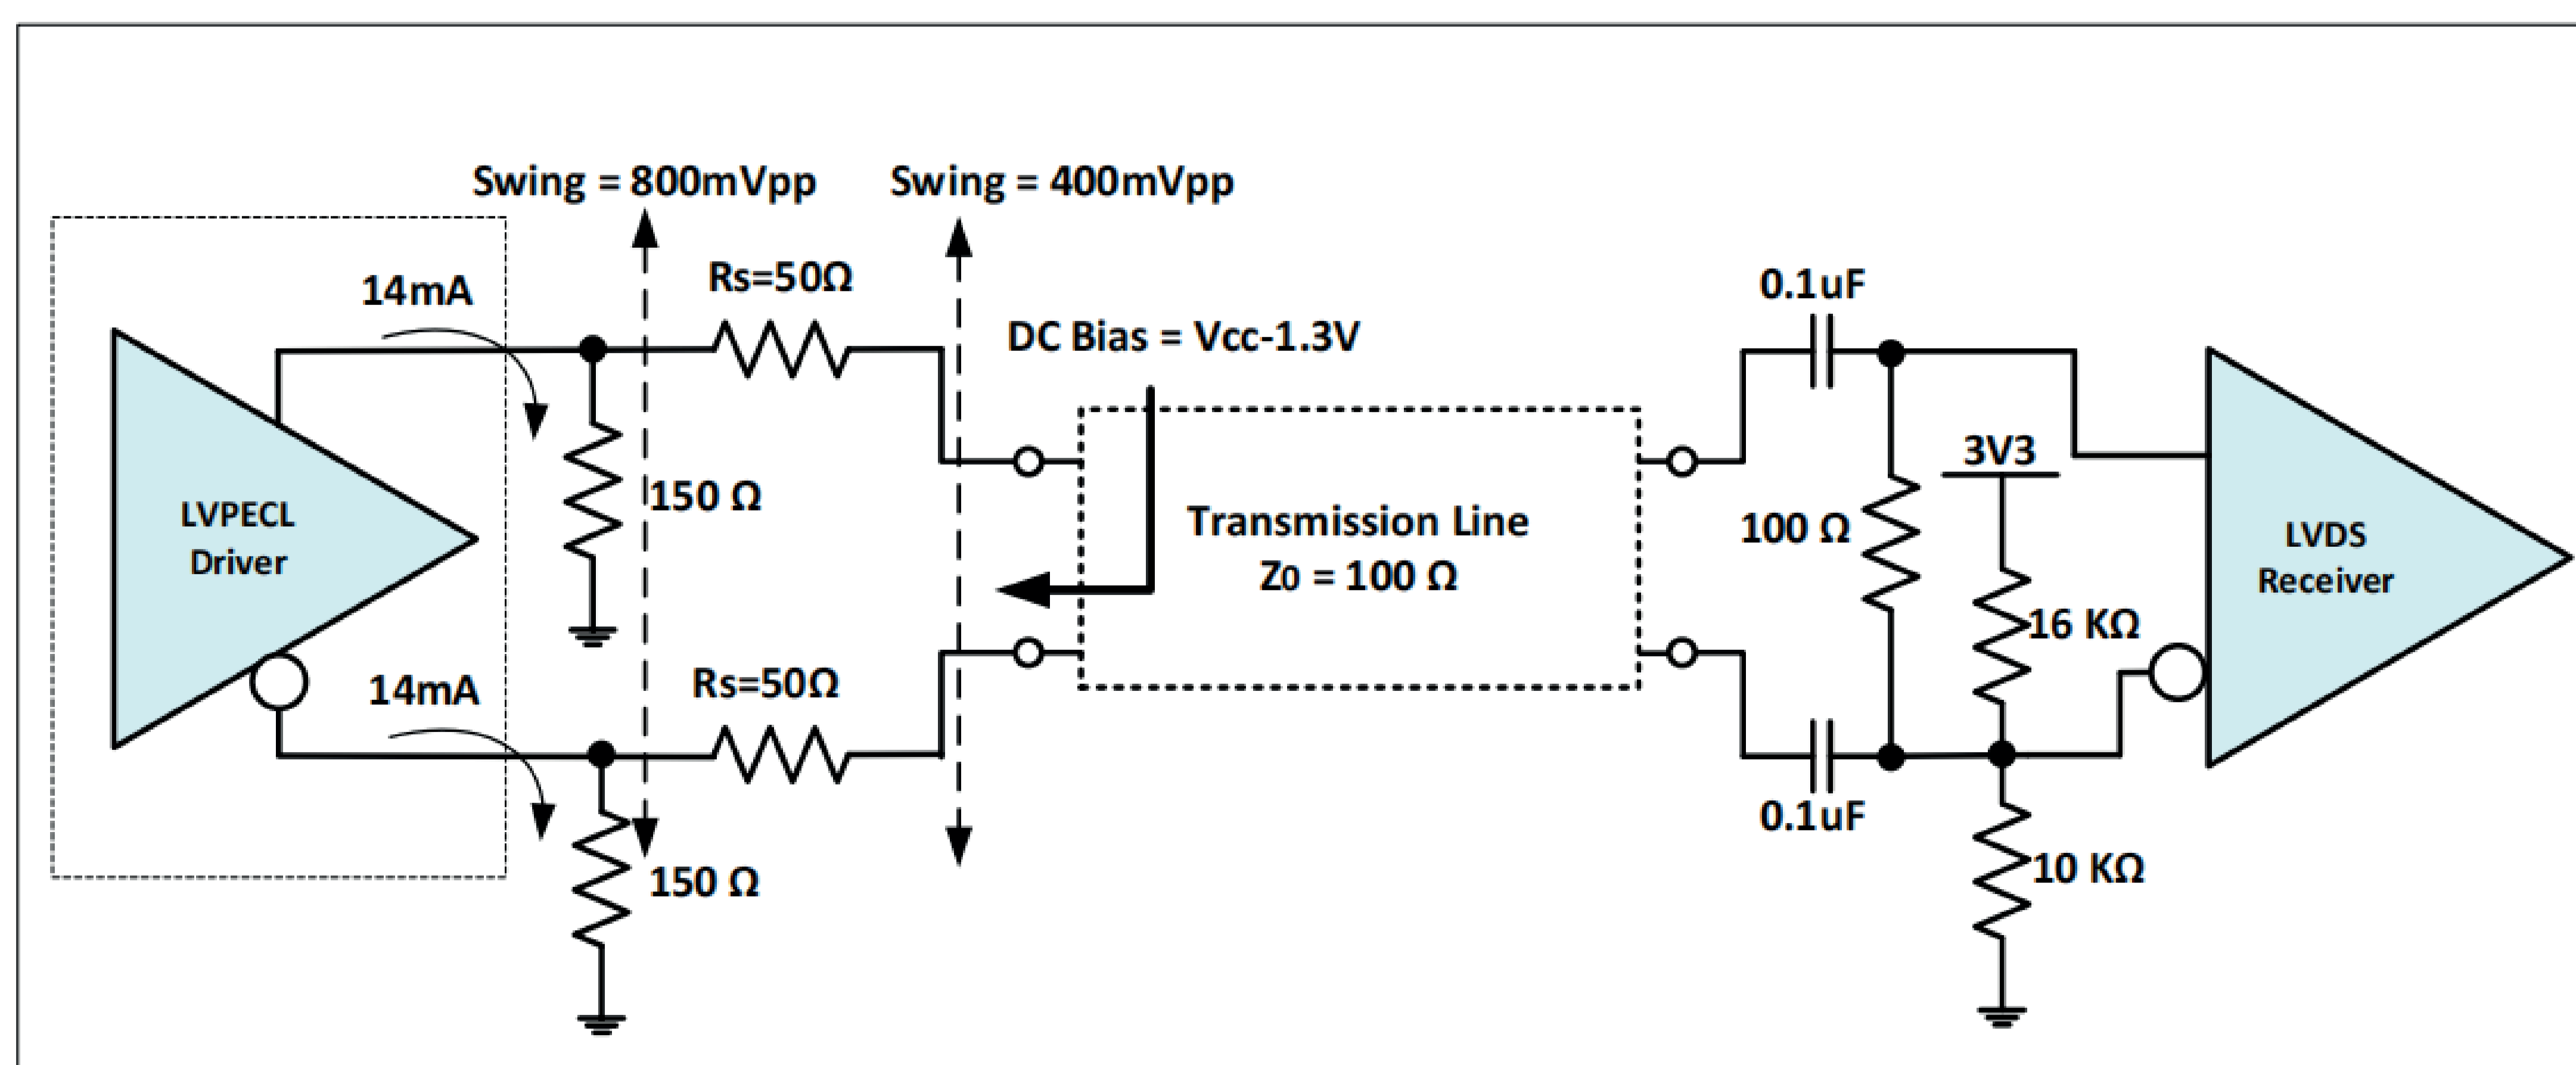 Swing = 800mVpp
Swing = 400mVpp
14mA
Rs=50Ω
0.1uF
DC Bias = Vcc-1.3V
3V3
150 Ω
LVPECL
Driver
Transmission Line
Zo = 100 Ω
100 Ω
LVDS
Receiver
16 KΩ
14mA
Rs=50Ω
0.1uF
150 Ω
10 KΩ